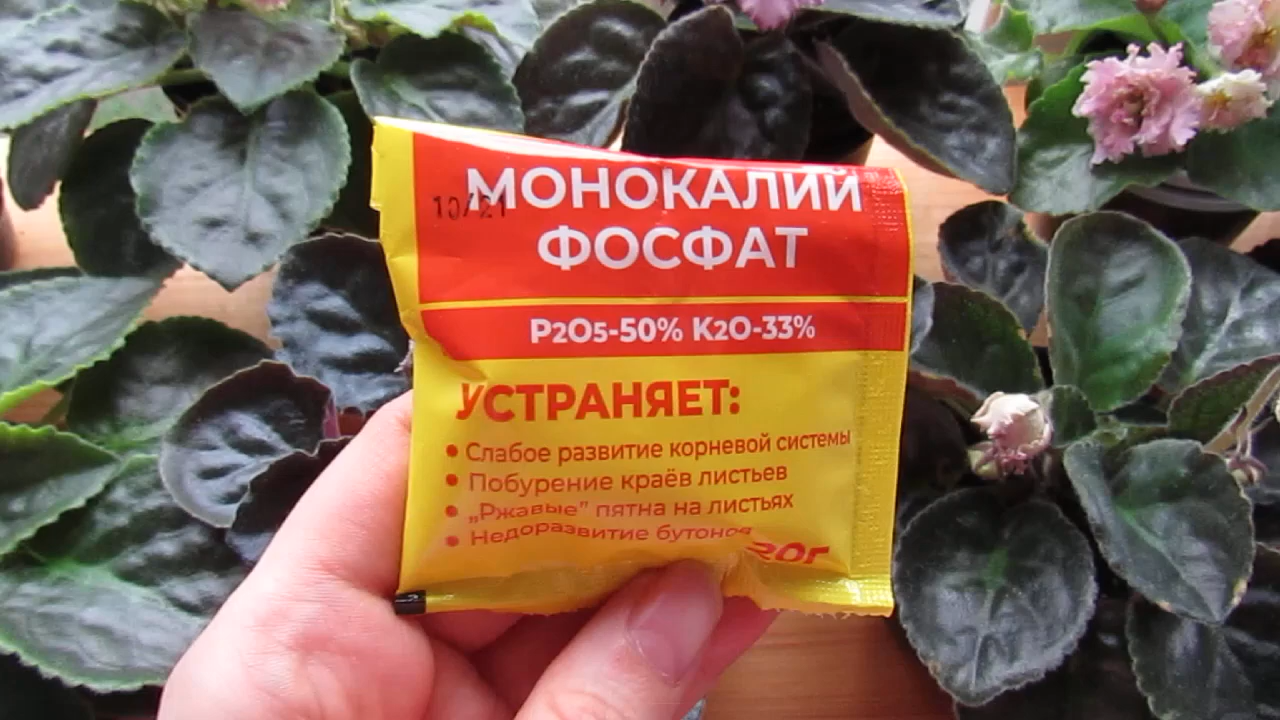 10/21
МОНОКАЛИЙ
ФОСФАТ
P2O5-50% K2O-33%
УСТРАНЯЕТ:
• Слабое развитие корневой системы
• Побурение краёв листьев
• „Ржавые” пятна на листьях
• Недоразвитие бутонов
20г